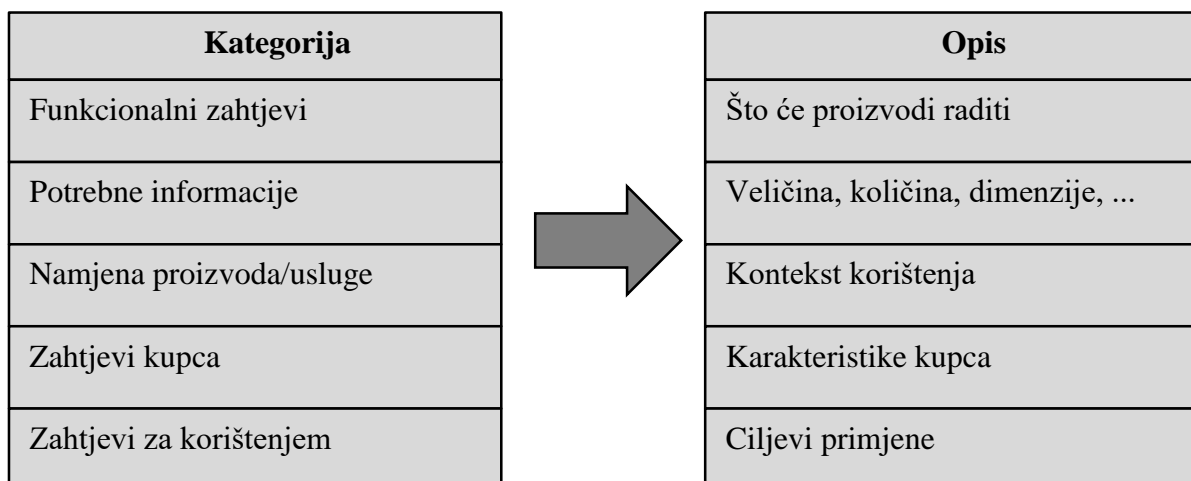 Kategorija
Funkcionalni zahtjevi
Potrebne informacije
Namjena proizvoda/usluge
Zahtjevi kupca
Zahtjevi za korištenjem
Opis
Što će proizvodi raditi
Veličina, količina, dimenzije, ...
Kontekst korištenja
Karakteristike kupca
Ciljevi primjene